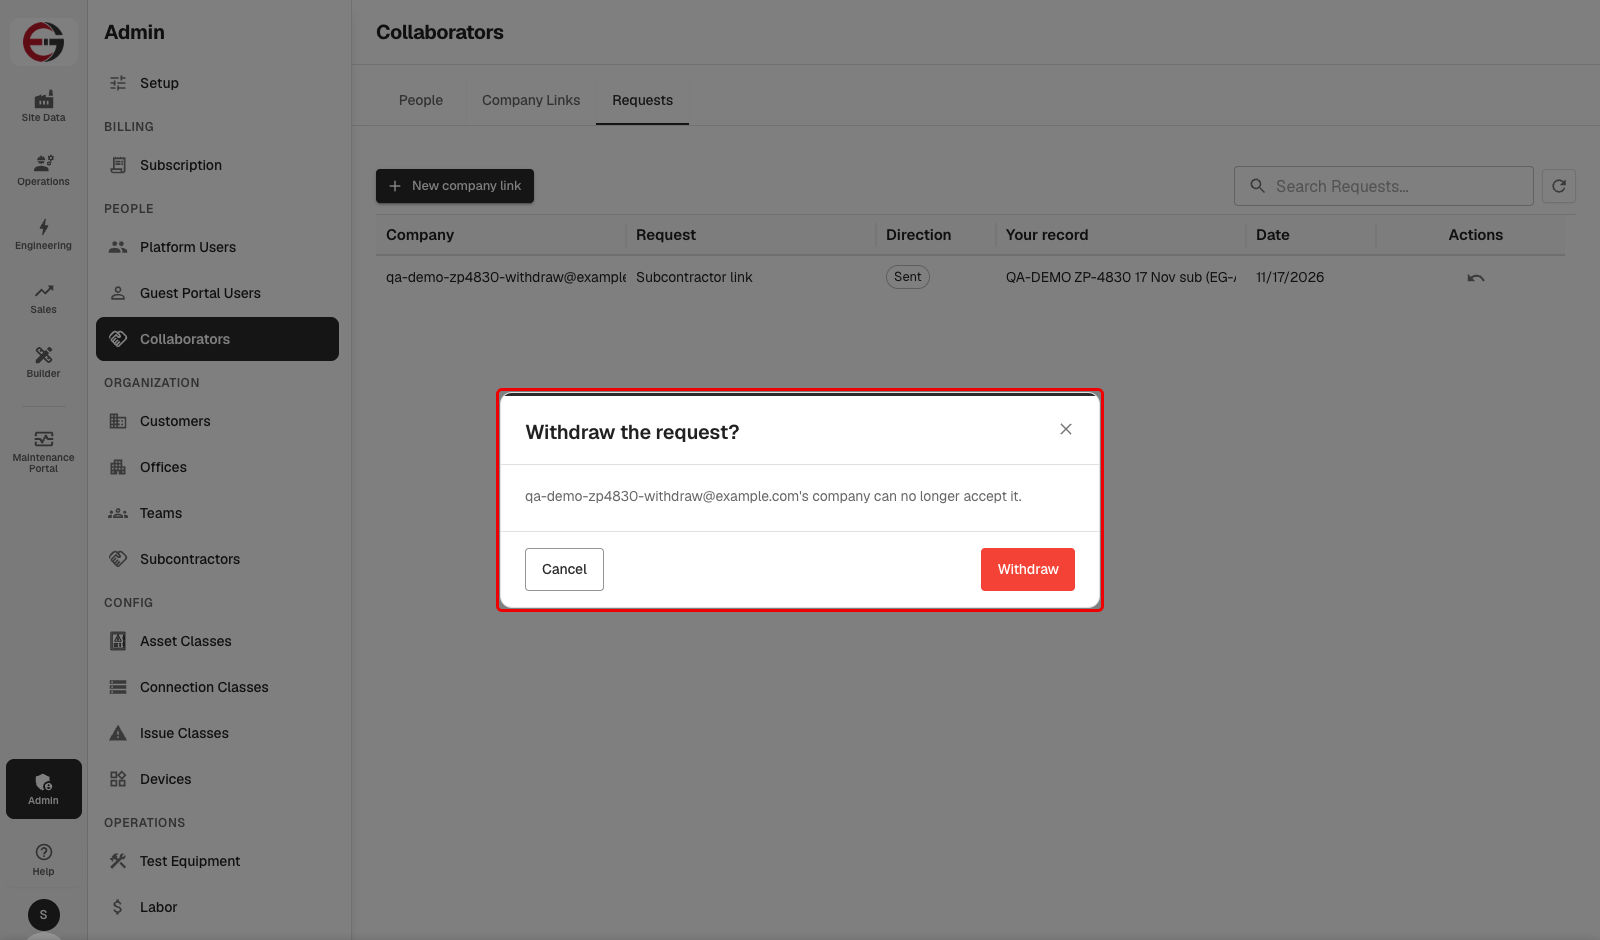 Admin
Collaborators
Site Data
Operations
Engineering
Sales
Builder
Maintenance
Portal
Admin
Help
S
Setup
BILLING
Subscription
PEOPLE
Platform Users
Guest Portal Users
Collaborators
ORGANIZATION
Customers
Offices
Teams
Subcontractors
CONFIG
Asset Classes
Connection Classes
Issue Classes
Devices
OPERATIONS
Test Equipment
Labor
People Company Links Requests
New company link Search Requests...
Company Request Direction Your record Date Actions
qa-demo-zp4830-withdraw@example Subcontractor link Sent QA-DEMO ZP-4830 17 Nov sub (EG- 11/17/2026
Withdraw the request?
qa-demo-zp4830-withdraw@example.com's company can no longer accept it.
Cancel Withdraw